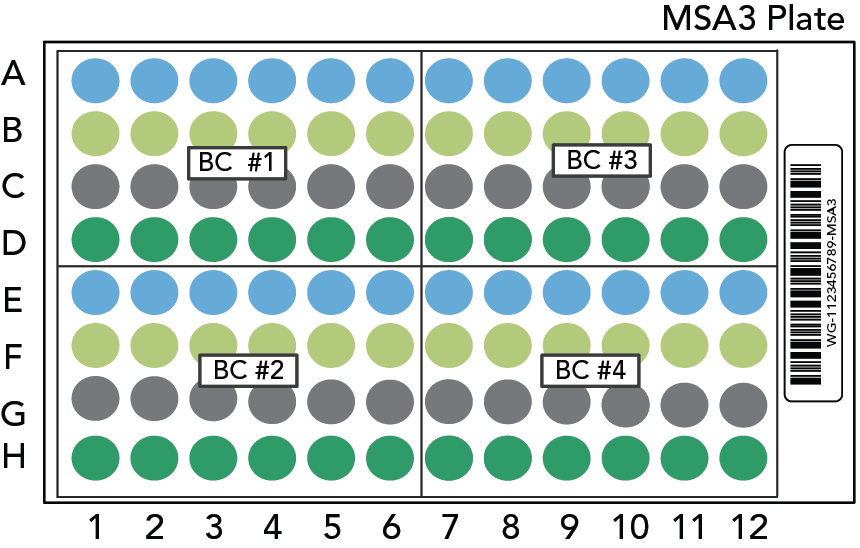 MSA3 Plate
A
B
C
D
E
F
G
H
BC #1
BC #3
BC #2
BC #4
WG-1123456789-MSA3
1 2 3 4 5 6 7 8 9 10 11 12